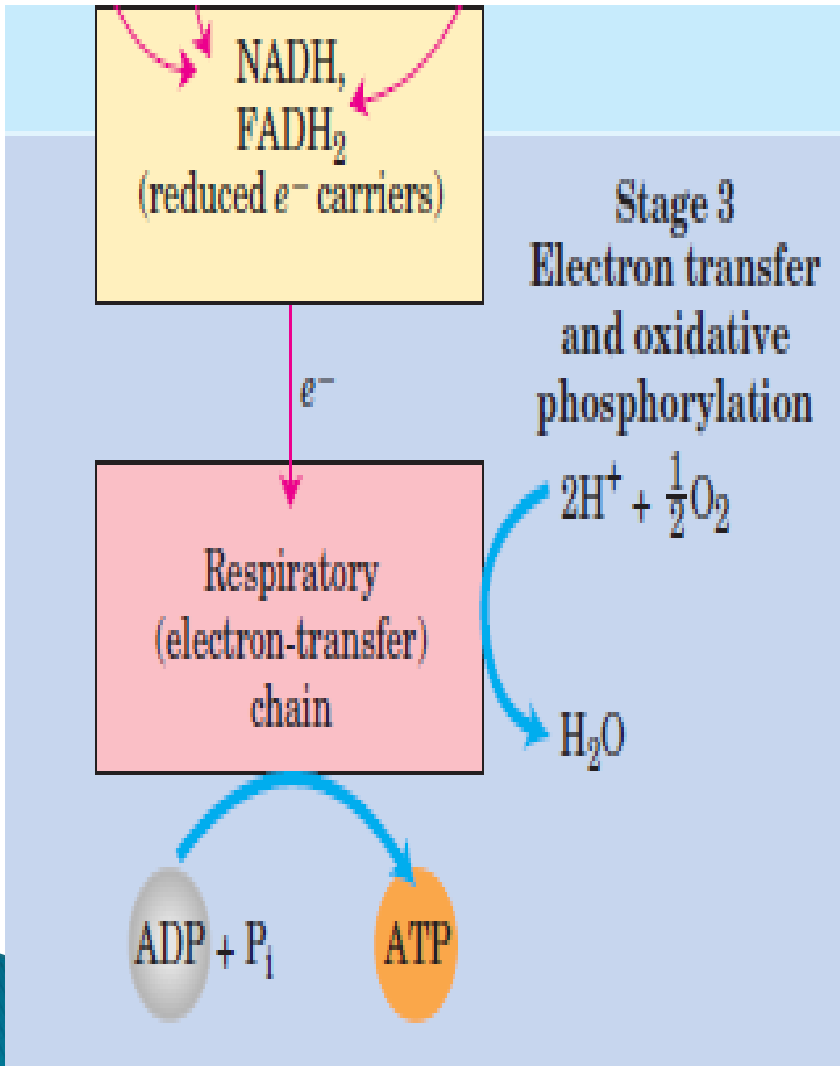 NADH,
FADH₂
(reduced e⁻ carriers)
Stage 3
Electron transfer
and oxidative
phosphorylation
e⁻
2H⁺ + ½O₂
Respiratory
(electron-transfer)
chain
H₂O
ADP + Pᵢ
ATP